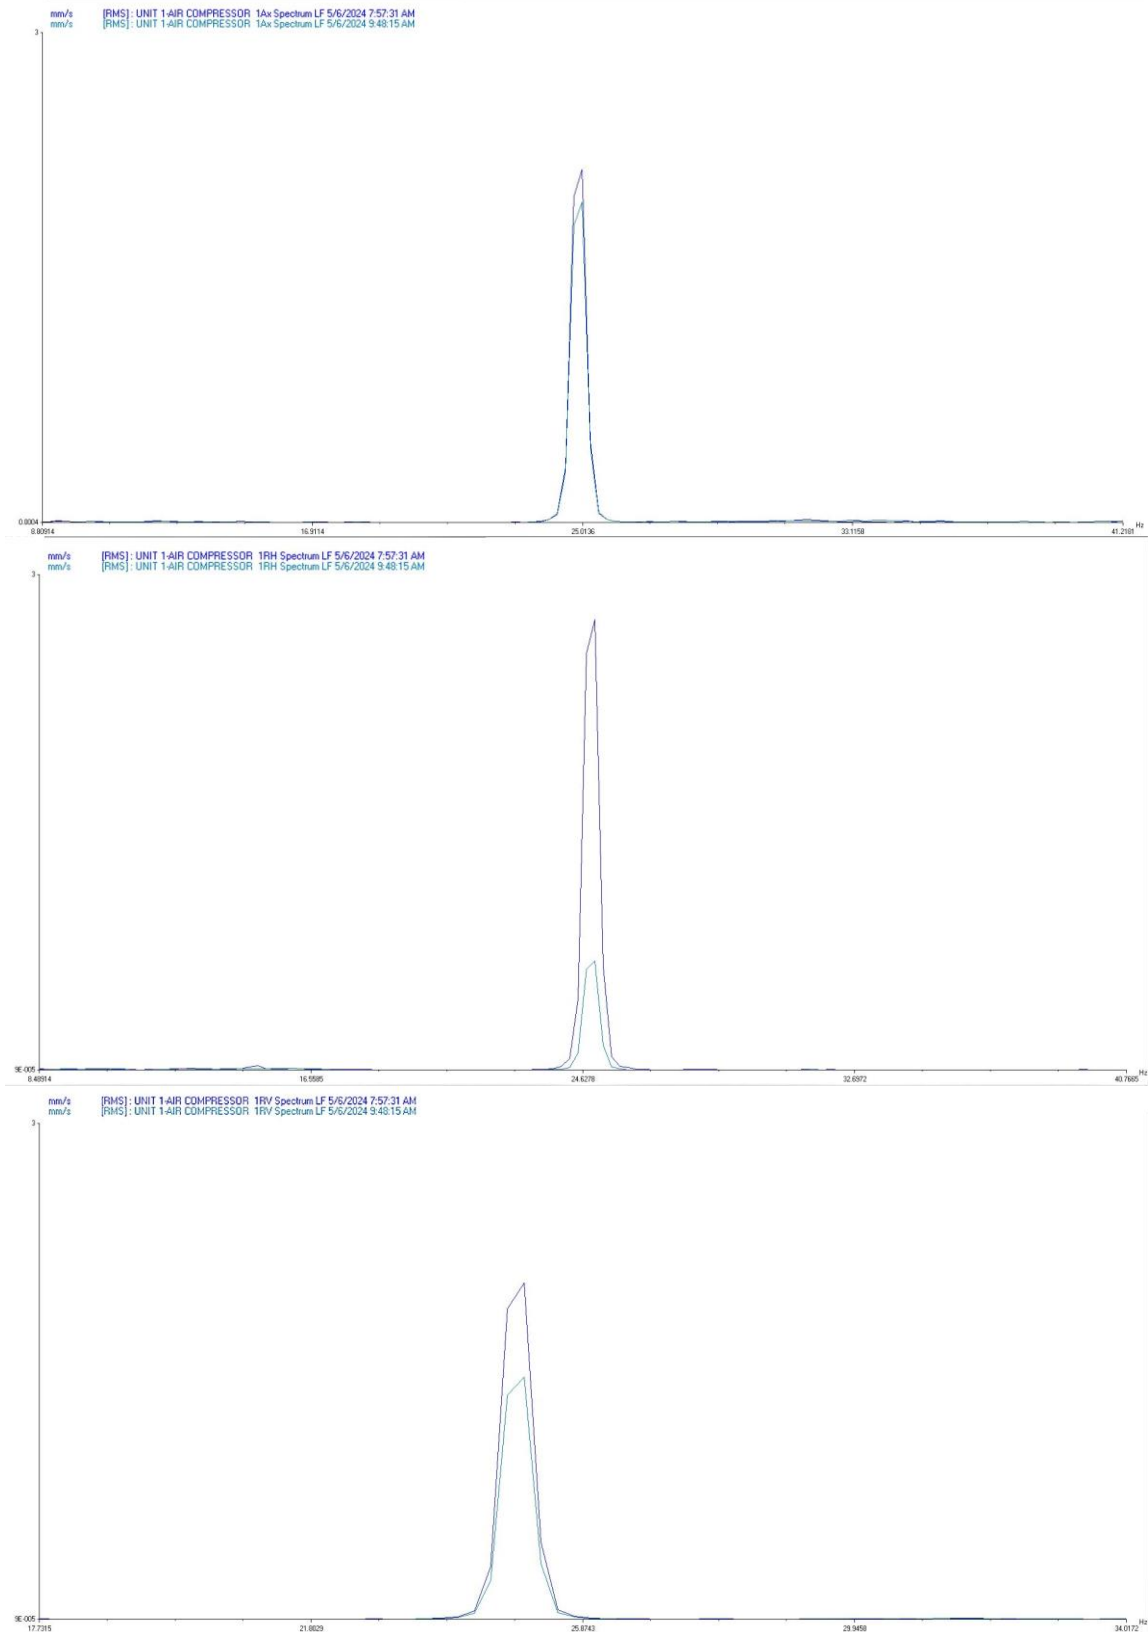 mm/s [RMS] : UNIT 1-AIR COMPRESSOR 1Ax Spectrum LF 5/6/2024 7:57:31 AM
mm/s [RMS] : UNIT 1-AIR COMPRESSOR 1Ax Spectrum LF 5/6/2024 9:48:15 AM
3
0.0004
8.80914 16.9114 25.0136 33.1158 41.2181 Hz
mm/s [RMS] : UNIT 1-AIR COMPRESSOR 1RH Spectrum LF 5/6/2024 7:57:31 AM
mm/s [RMS] : UNIT 1-AIR COMPRESSOR 1RH Spectrum LF 5/6/2024 9:48:15 AM
3
9E-005 Hz
8.48914 16.5585 24.6278 32.6972 40.7665
mm/s [RMS] : UNIT 1-AIR COMPRESSOR 1RV Spectrum LF 5/6/2024 7:57:31 AM
mm/s [RMS] : UNIT 1-AIR COMPRESSOR 1RV Spectrum LF 5/6/2024 9:48:15 AM
3
9E-005 Hz
17.7315 21.8029 25.8743 29.9458 34.0172